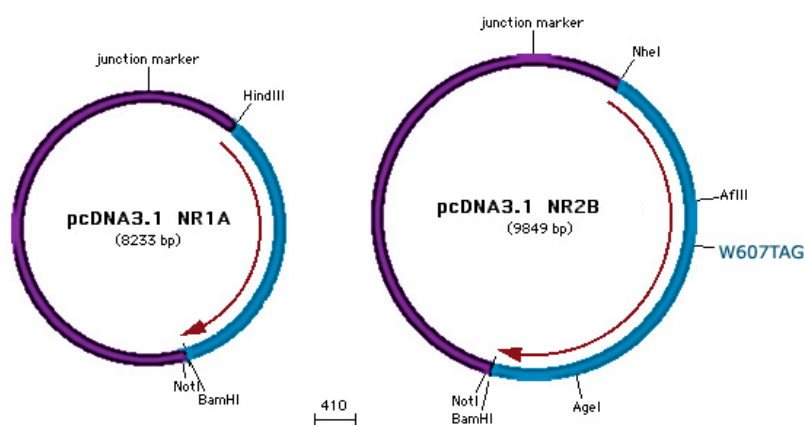 junction marker
HindIII
pcDNA3.1 NR1A
(8233 bp)
NotI
BamHI
410
junction marker
NheI
AflII
pcDNA3.1 NR2B
(9849 bp)
W607TAG
NotI
BamHI
AgeI